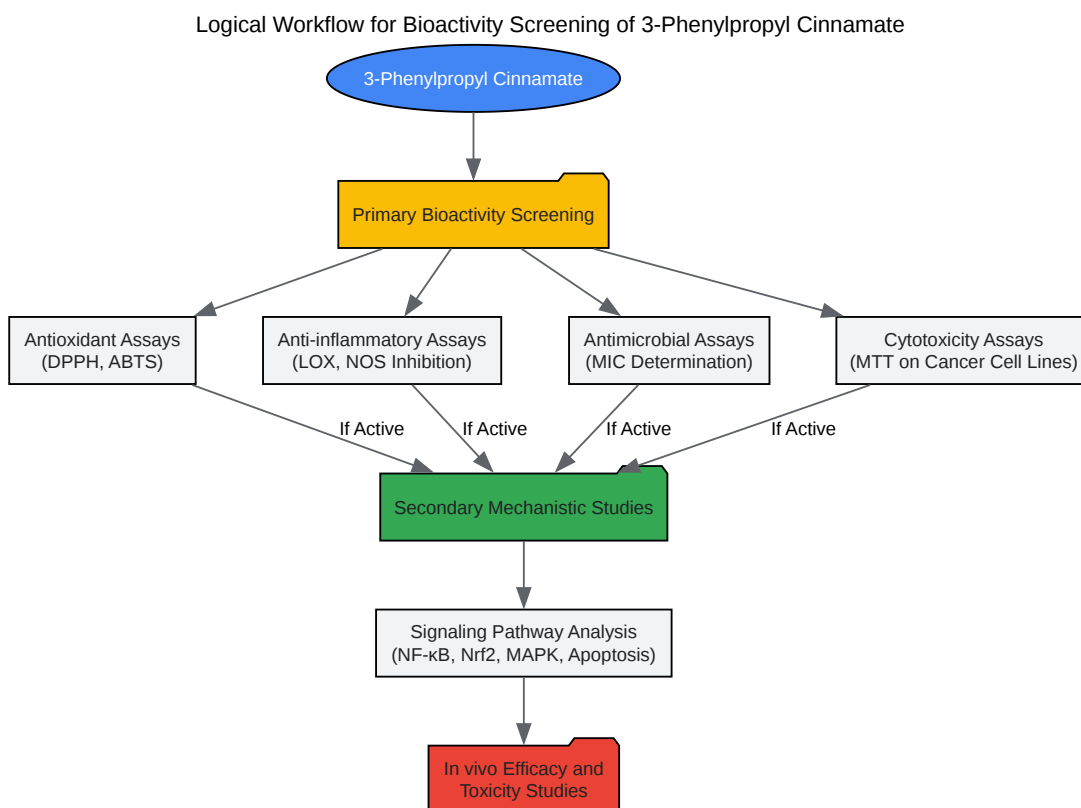 Logical Workflow for Bioactivity Screening of 3-Phenylpropyl Cinnamate
3-Phenylpropyl Cinnamate
Primary Bioactivity Screening
Antioxidant Assays
(DPPH, ABTS)
Anti-inflammatory Assays
(LOX, NOS Inhibition)
Antimicrobial Assays
(MIC Determination)
Cytotoxicity Assays
(MTT on Cancer Cell Lines)
If Active
If Active
If Active
If Active
Secondary Mechanistic Studies
Signaling Pathway Analysis
(NF-κB, Nrf2, MAPK, Apoptosis)
In vivo Efficacy and
Toxicity Studies